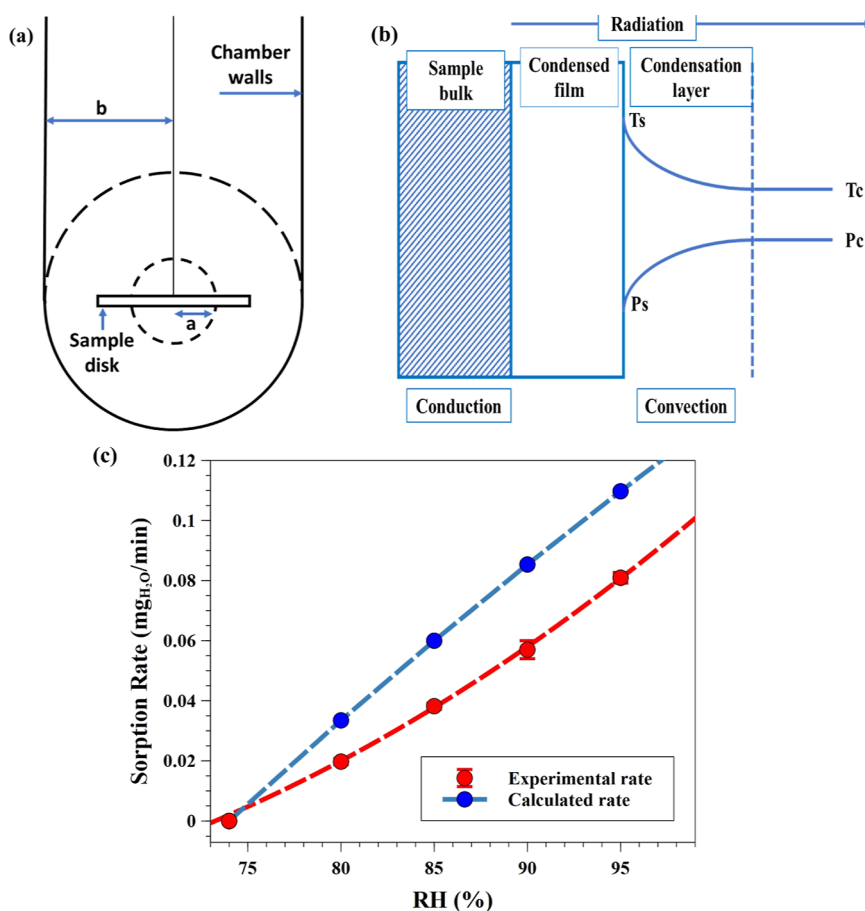 (a)
Chamber
walls
b
a
Sample
disk
(b)
Radiation
Sample
bulk
Condensed
film
Condensation
layer
Ts
Tc
Pc
Ps
Conduction
Convection
(c)
Sorption Rate (mgH₂O/min)
0.12
0.1
0.08
0.06
0.04
0.02
0
75
80
85
90
95
RH (%)
Experimental rate
Calculated rate